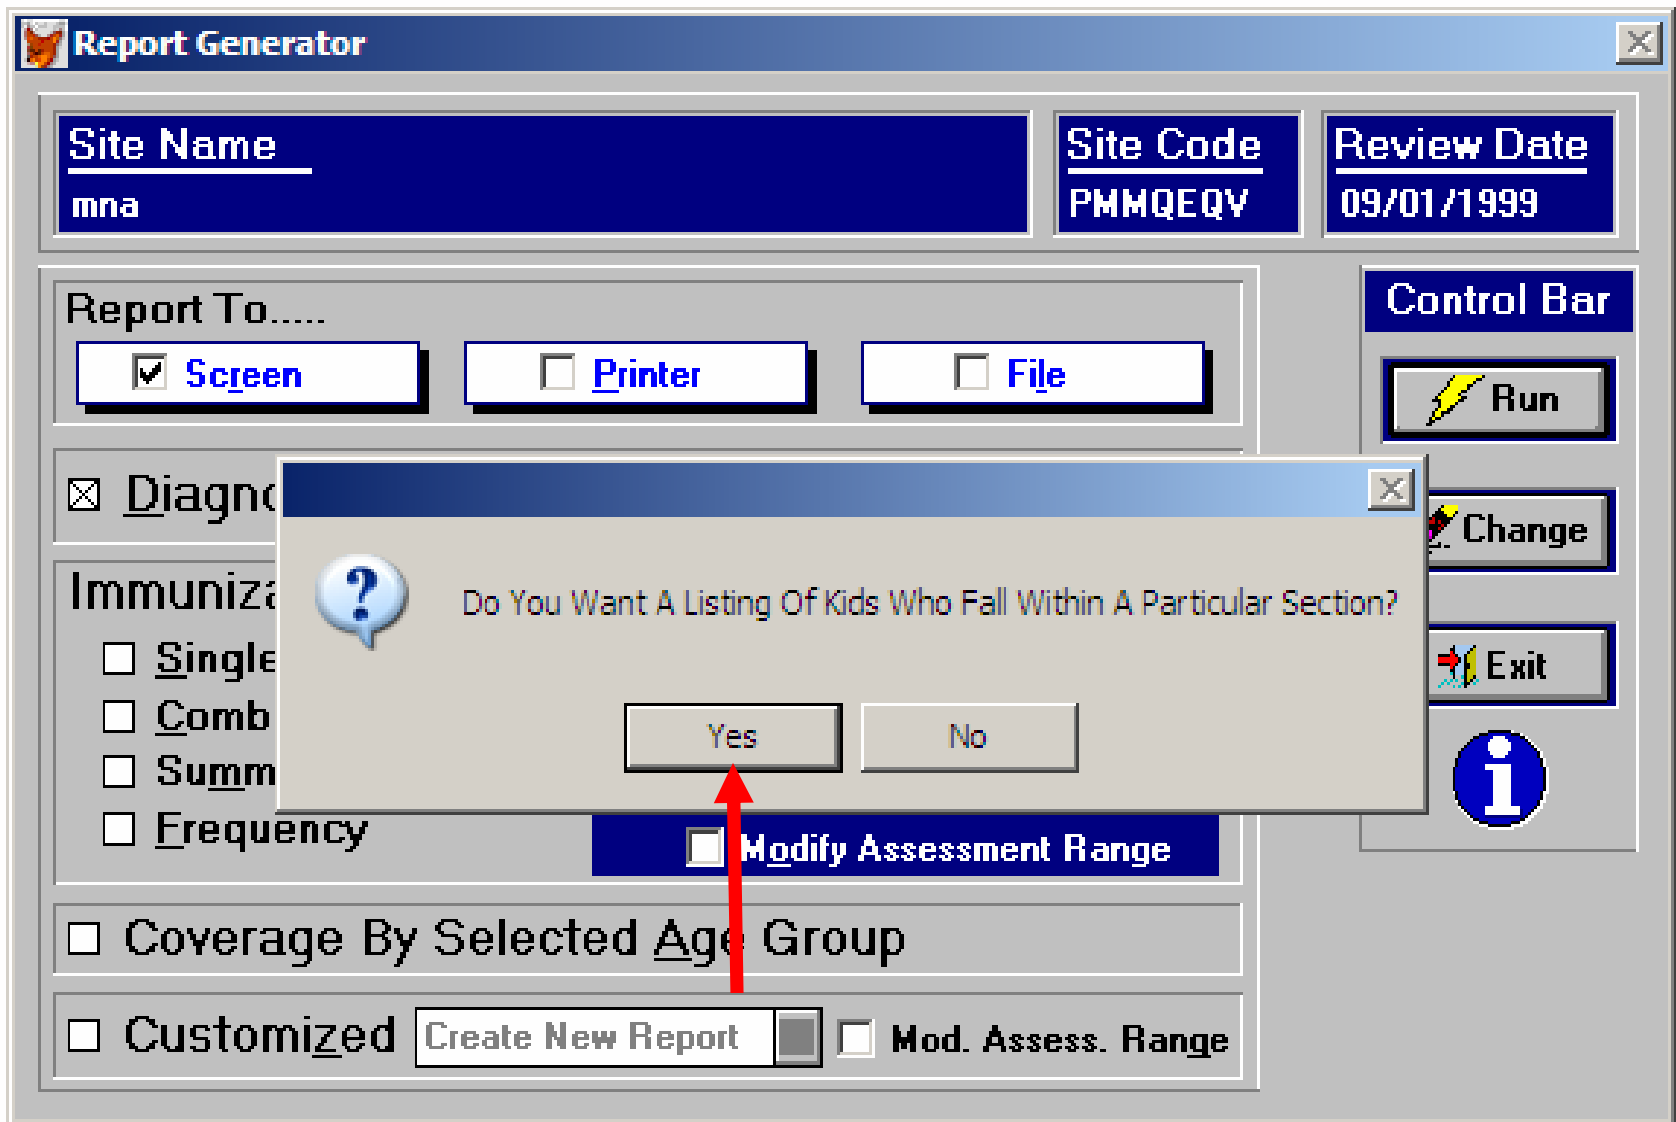 Report Generator
Site Name
mna
Site Code
PMMQEQV
Review Date
09/01/1999
Report To.....
Screen
Printer
File
Control Bar
Run
Change
Exit
Diagno
Do You Want A Listing Of Kids Who Fall Within A Particular Section?
Yes
No
Immuniza
Single
Comb
Summ
Frequency
Modify Assessment Range
Coverage By Selected Age Group
Customized
Create New Report
Mod. Assess. Range